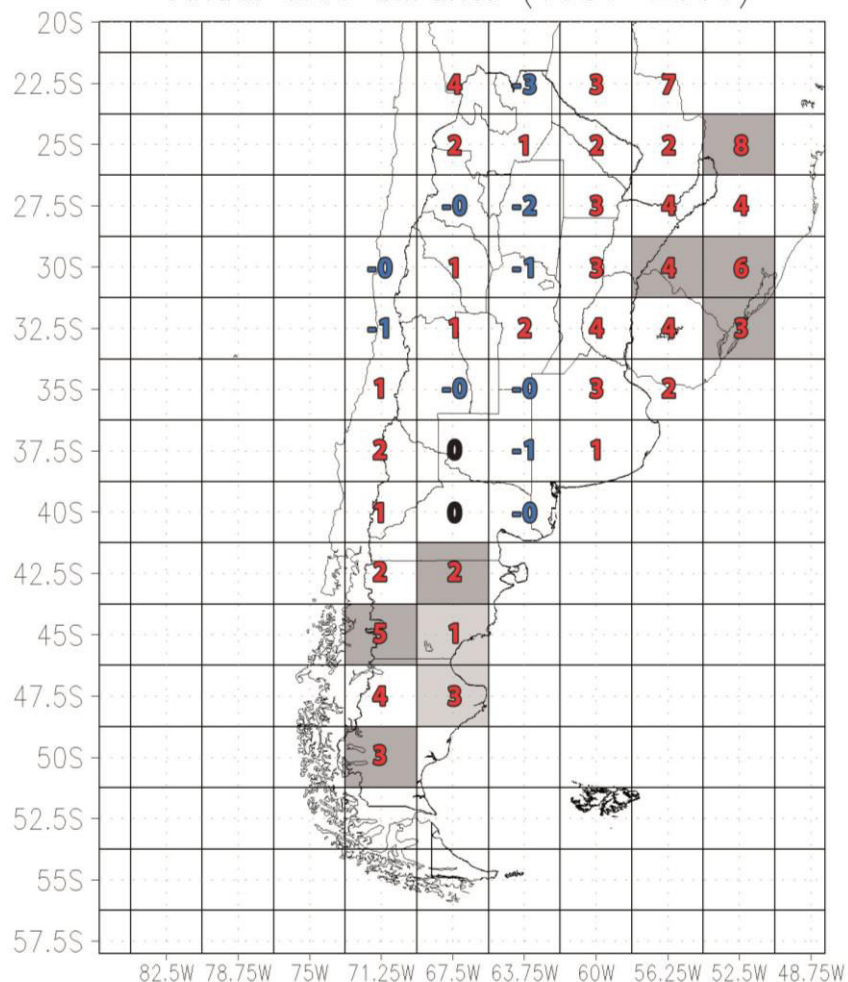 20S
22.5S 4 -3 3 7
25S 2 1 2 2 8
27.5S -0 -2 3 4 4
30S -0 1 -1 3 4 6
32.5S -1 1 2 4 4 3
35S 1 -0 -0 3 2
37.5S 2 0 -1 1
40S 1 0 -0
42.5S 2 2
45S 5 1
47.5S 4 3
50S 3
52.5S
55S
57.5S
82.5W 78.75W 75W 71.25W 67.5W 63.75W 60W 56.25W 52.5W 48.75W